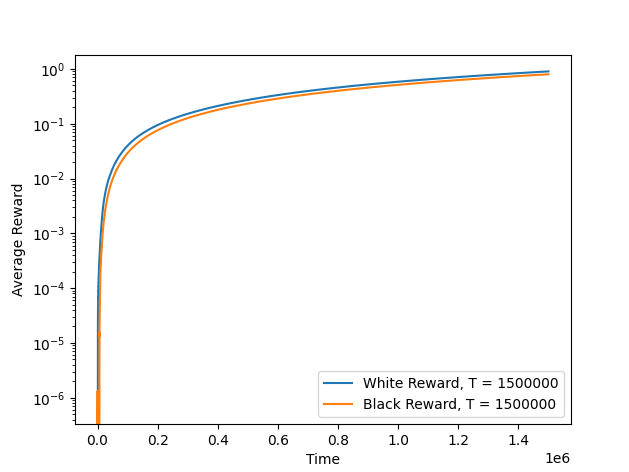 10^0
10^-1
10^-2
10^-3
10^-4
10^-5
10^-6
Average Reward
White Reward, T = 1500000
Black Reward, T = 1500000
0.0 0.2 0.4 0.6 0.8 1.0 1.2 1.4
1e6
Time